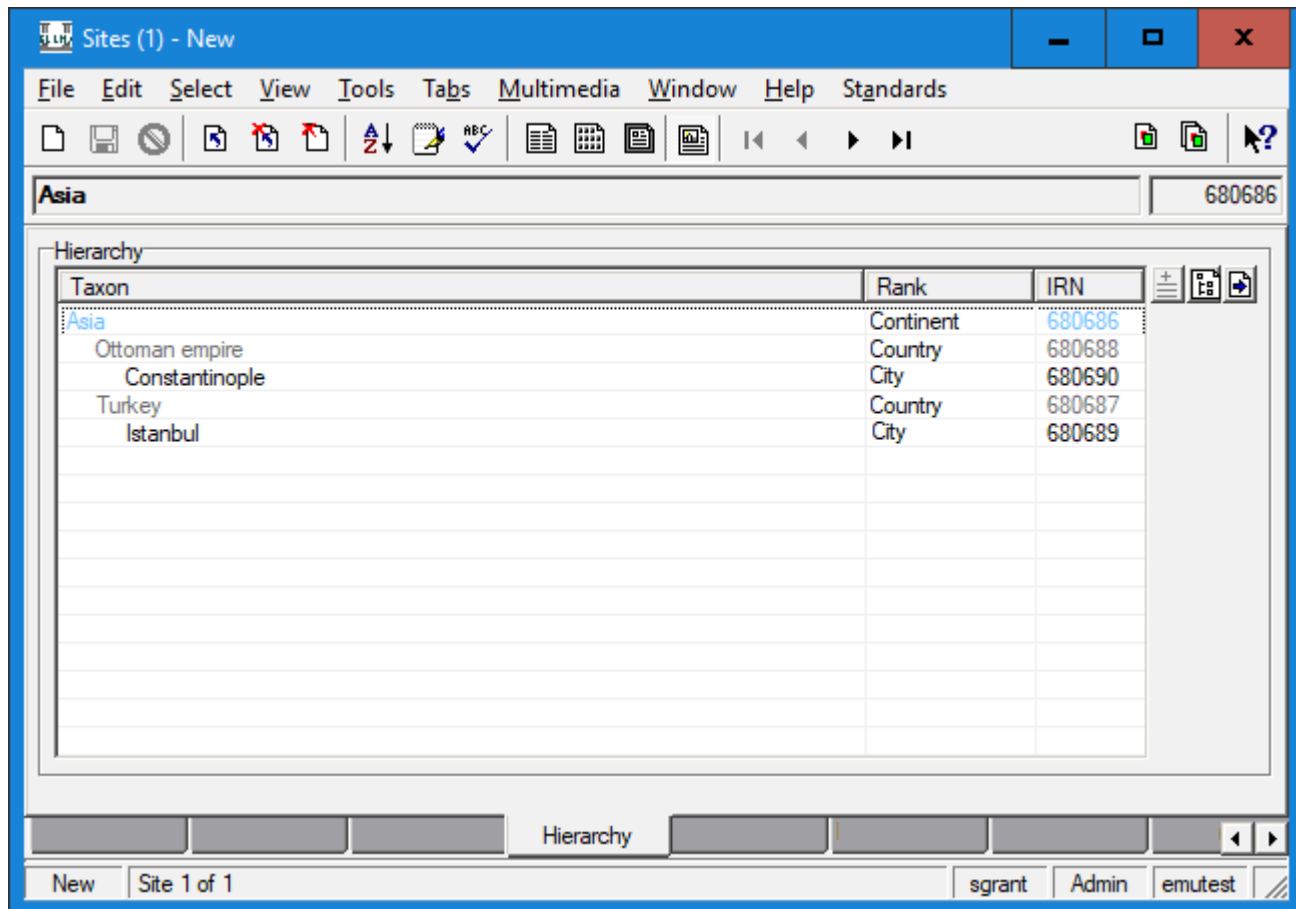 Sites (1) - New
File Edit Select View Tools Tabs Multimedia Window Help Standards
Asia 680686
Hierarchy
Taxon Rank IRN
Asia Continent 680686
Ottoman empire Country 680688
Constantinople City 680690
Turkey Country 680687
Istanbul City 680689
Hierarchy
New Site 1 of 1 sgrant Admin emutest